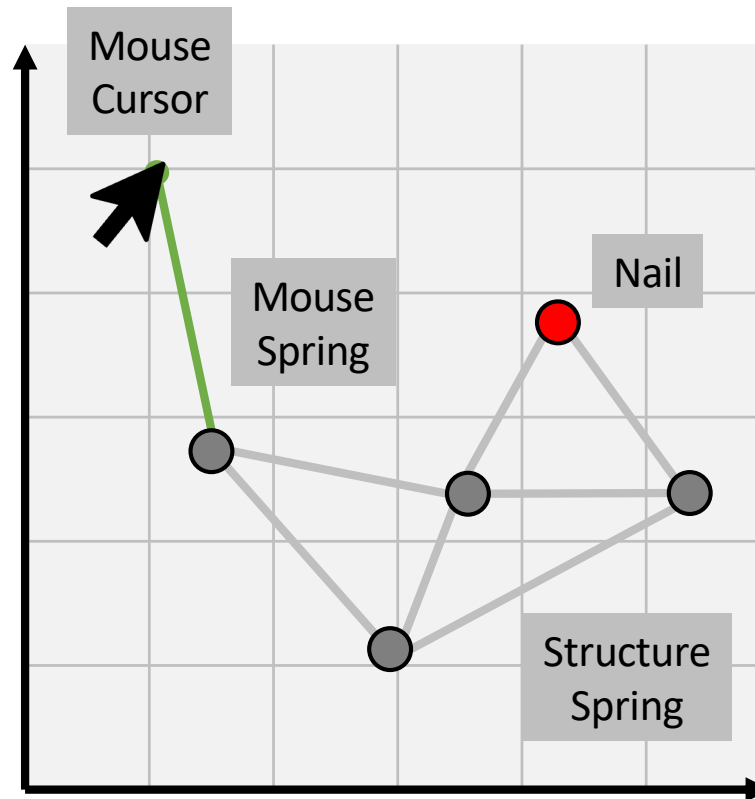 Mouse
Cursor
Nail
Mouse
Spring
Structure
Spring